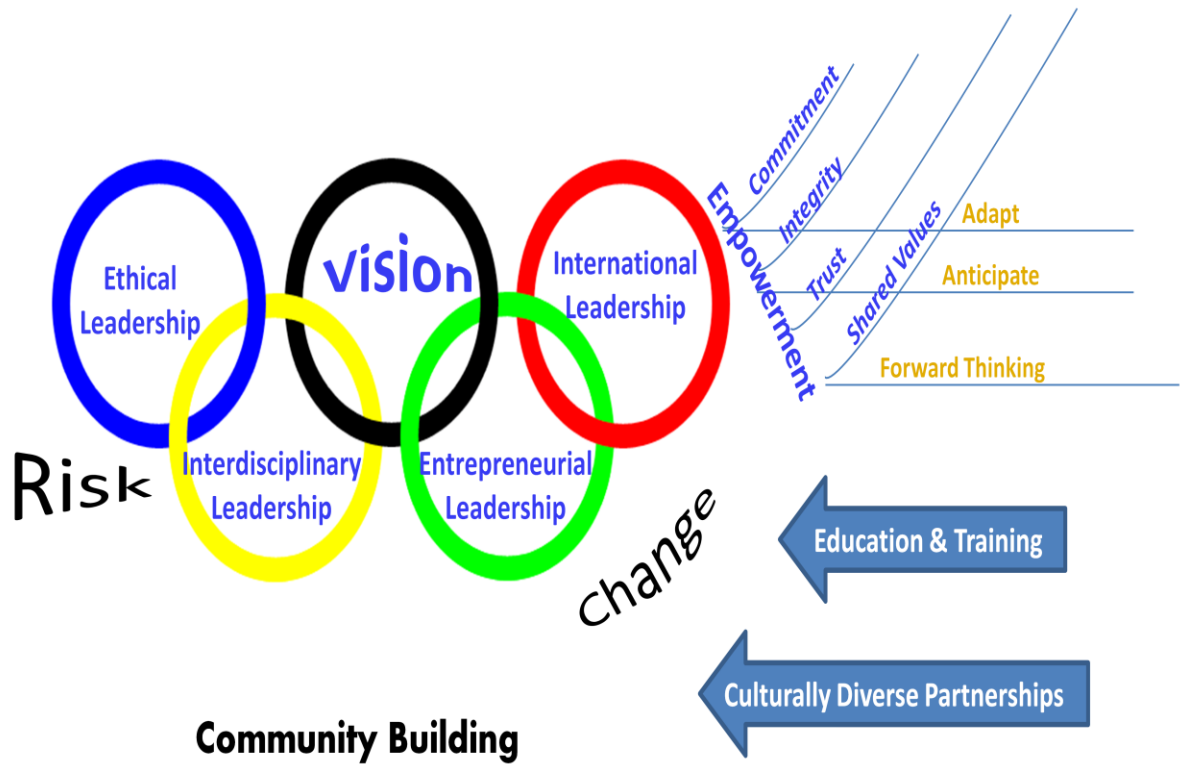 Ethical
Leadership
Vision
International
Leadership
Interdisciplinary
Leadership
Entrepreneurial
Leadership
Risk
Change
Empowerment
Commitment
Integrity
Trust
Shared Values
Adapt
Anticipate
Forward Thinking
Education & Training
Culturally Diverse Partnerships
Community Building